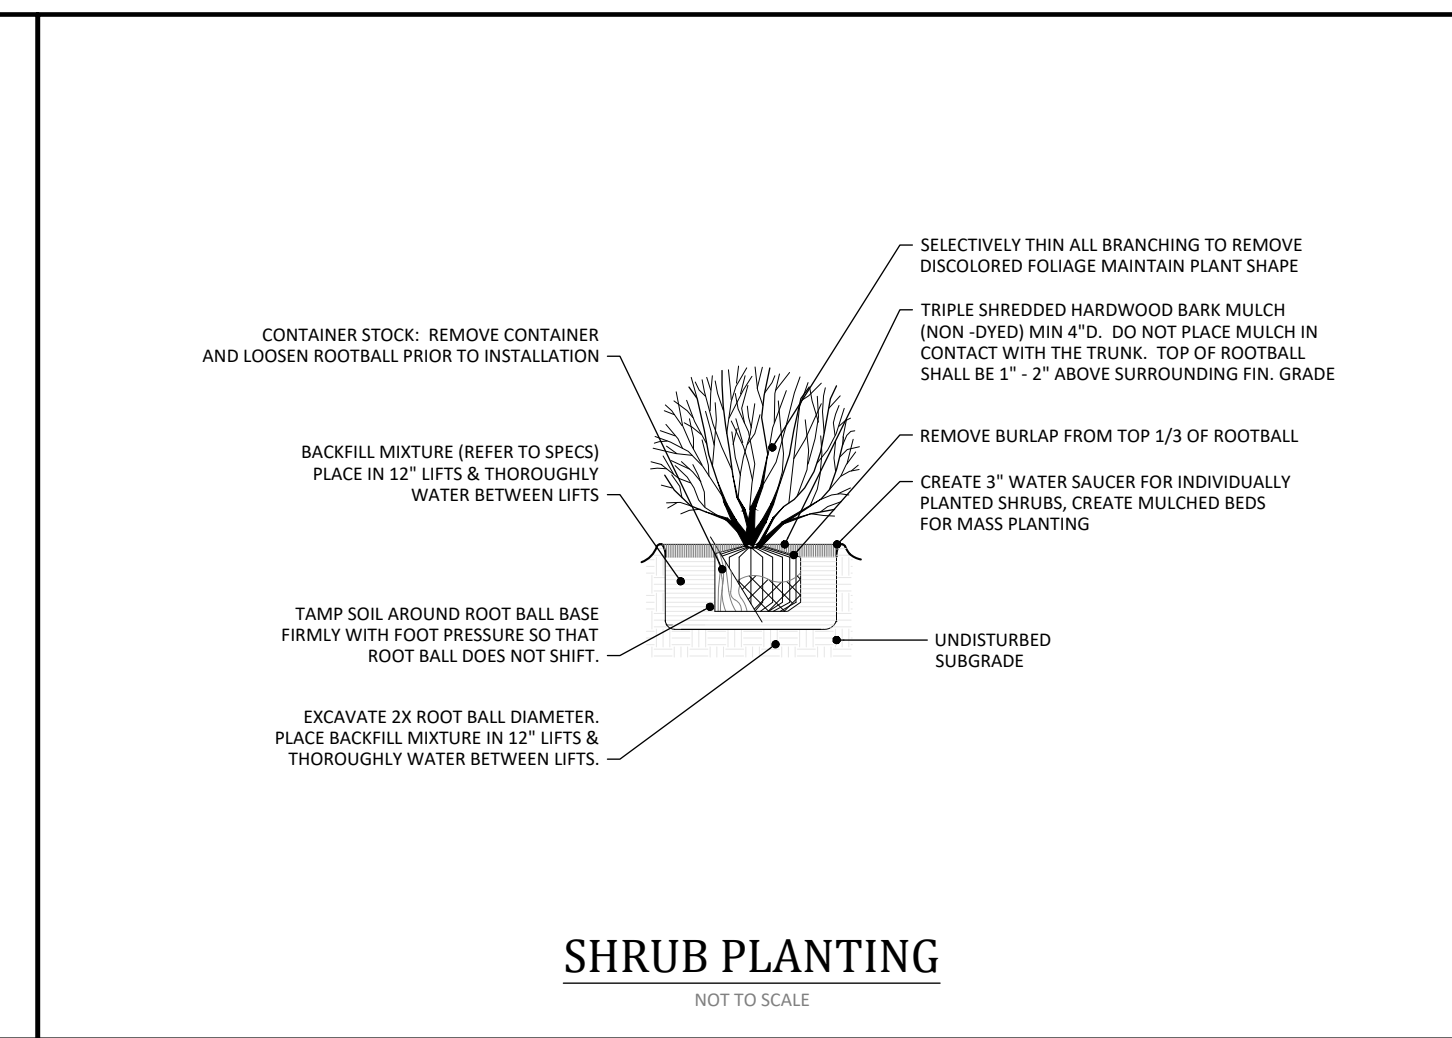 SELECTIVELY THIN ALL BRANCHING TO REMOVE
DISCOLORED FOLIAGE MAINTAIN PLANT SHAPE
TRIPLE SHREDDED HARDWOOD BARK MULCH
(NON -DYED) MIN 4"D.  DO NOT PLACE MULCH IN
CONTACT WITH THE TRUNK.  TOP OF ROOTBALL
SHALL BE 1" - 2" ABOVE SURROUNDING FIN. GRADE
CONTAINER STOCK:  REMOVE CONTAINER
AND LOOSEN ROOTBALL PRIOR TO INSTALLATION
REMOVE BURLAP FROM TOP 1/3 OF ROOTBALL
BACKFILL MIXTURE (REFER TO SPECS)
PLACE IN 12" LIFTS & THOROUGHLY
WATER BETWEEN LIFTS
CREATE 3" WATER SAUCER FOR INDIVIDUALLY
PLANTED SHRUBS, CREATE MULCHED BEDS
FOR MASS PLANTING
TAMP SOIL AROUND ROOT BALL BASE
FIRMLY WITH FOOT PRESSURE SO THAT
ROOT BALL DOES NOT SHIFT.
UNDISTURBED
SUBGRADE
EXCAVATE 2X ROOT BALL DIAMETER.
PLACE BACKFILL MIXTURE IN 12" LIFTS &
THOROUGHLY WATER BETWEEN LIFTS.
SHRUB PLANTING
NOT TO SCALE